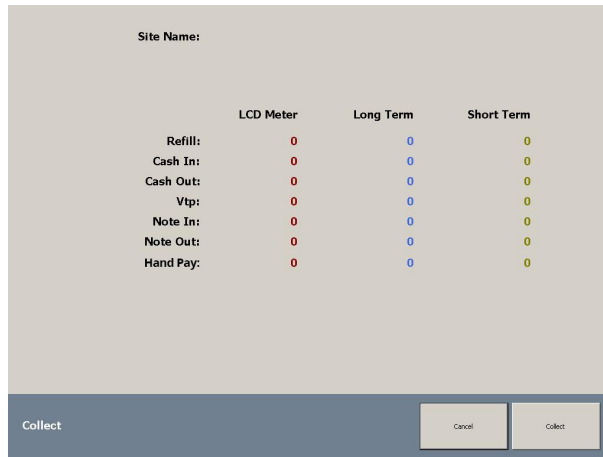 Site Name:
LCD Meter Long Term Short Term
Refill: 0 0 0
Cash In: 0 0 0
Cash Out: 0 0 0
Vtp: 0 0 0
Note In: 0 0 0
Note Out: 0 0 0
Hand Pay: 0 0 0
Collect Cancel Collect